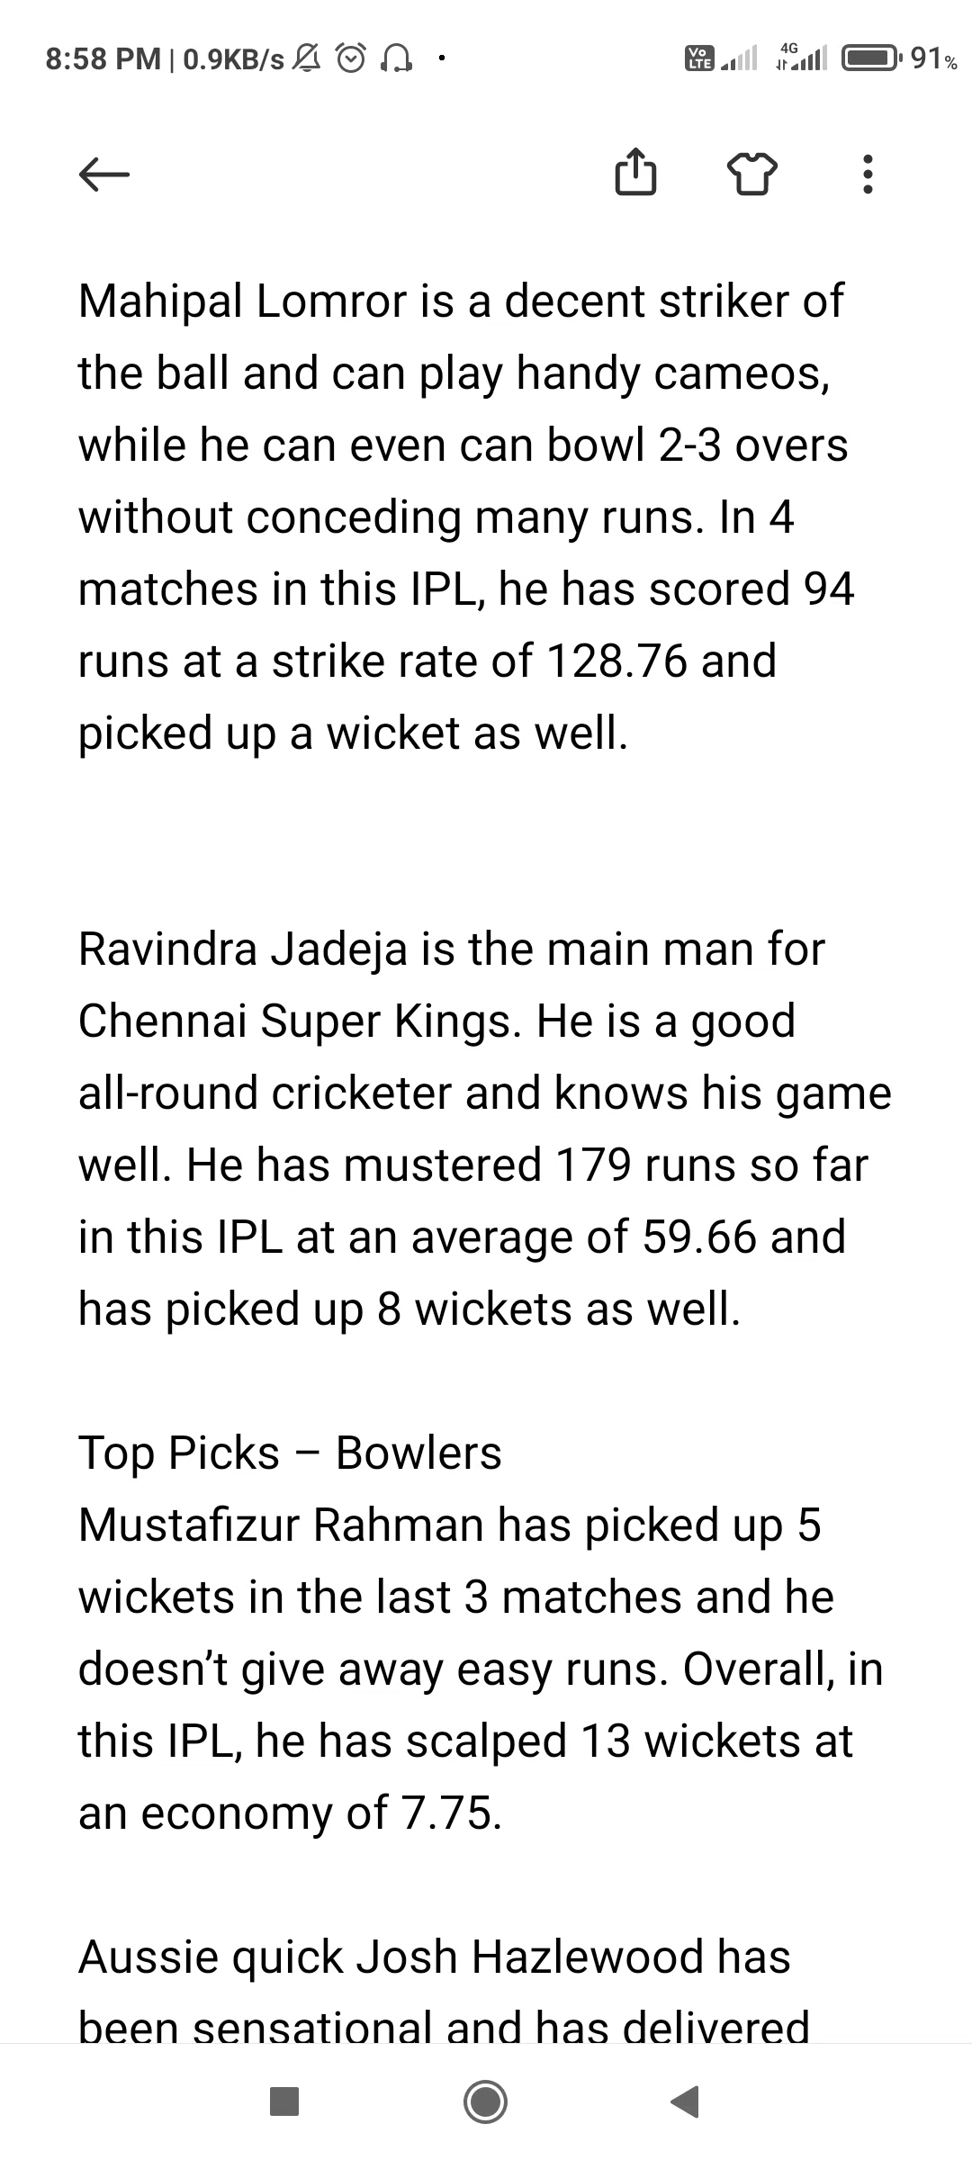 8:58 PM | 0.9KB/s Vo LTE 4G 91%
Mahipal Lomror is a decent striker of
the ball and can play handy cameos,
while he can even can bowl 2-3 overs
without conceding many runs. In 4
matches in this IPL, he has scored 94
runs at a strike rate of 128.76 and
picked up a wicket as well.
Ravindra Jadeja is the main man for
Chennai Super Kings. He is a good
all-round cricketer and knows his game
well. He has mustered 179 runs so far
in this IPL at an average of 59.66 and
has picked up 8 wickets as well.
Top Picks – Bowlers
Mustafizur Rahman has picked up 5
wickets in the last 3 matches and he
doesn’t give away easy runs. Overall, in
this IPL, he has scalped 13 wickets at
an economy of 7.75.
Aussie quick Josh Hazlewood has
been sensational and has delivered